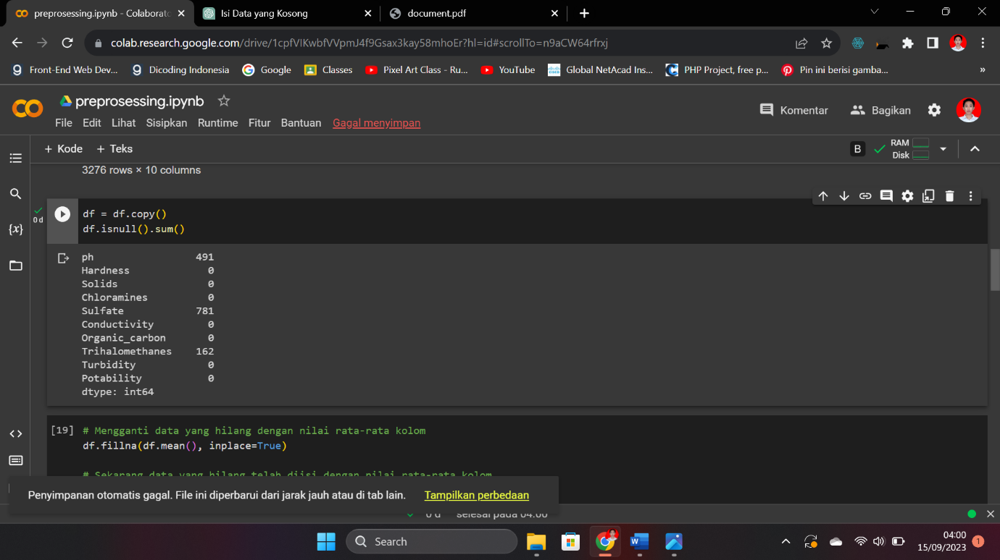 preprosessing.ipynb - Colaborato
Isi Data yang Kosong
document.pdf
colab.research.google.com/drive/1cpfVIKwbfVVpmJ4f9Gsax3kay58mhoEr?hl=id#scrollTo=n9aCW64rfrxj
Front-End Web Dev...
Dicoding Indonesia
Google
Classes
Pixel Art Class - Ru...
YouTube
Global NetAcad Ins...
PHP Project, free p...
Pin ini berisi gamba...
»
preprosessing.ipynb
Komentar
Bagikan
File Edit Lihat Sisipkan Runtime Fitur Bantuan Gagal menyimpan
+ Kode + Teks
B
RAM
Disk
3276 rows × 10 columns
{x}
0 d
df = df.copy()
df.isnull().sum()
ph 491
Hardness 0
Solids 0
Chloramines 0
Sulfate 781
Conductivity 0
Organic_carbon 0
Trihalomethanes 162
Turbidity 0
Potability 0
dtype: int64
[19] # Mengganti data yang hilang dengan nilai rata-rata kolom
df.fillna(df.mean(), inplace=True)
# Sekarang data yang hilang telah diisi dengan nilai rata-rata kolom
Penyimpanan otomatis gagal. File ini diperbarui dari jarak jauh atau di tab lain. Tampilkan perbedaan
0 d selesai pada 04.00
Search
04:00
15/09/2023
1